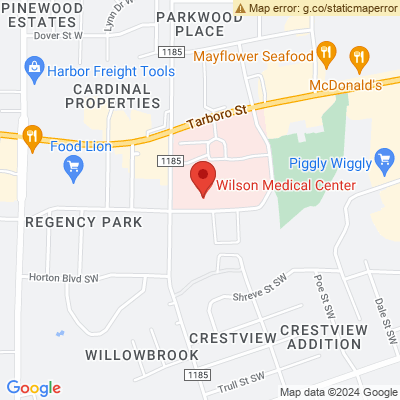 Map error: g.co/staticmaperror
PINEWOOD
ESTATES
Lynn Dr W
PARKWOOD
PLACE
Dover St W
1185
Mayflower Seafood
Harbor Freight Tools
McDonald's
CARDINAL
PROPERTIES
Tarboro St
Food Lion
1185
Piggly Wiggly
Wilson Medical Center
REGENCY PARK
Horton Blvd SW
Shreve St SW
Poe St SW
Dale St SW
CRESTVIEW
CRESTVIEW
ADDITION
WILLOWBROOK
1185
Trull St SW
Google
Map data ©2024 Google